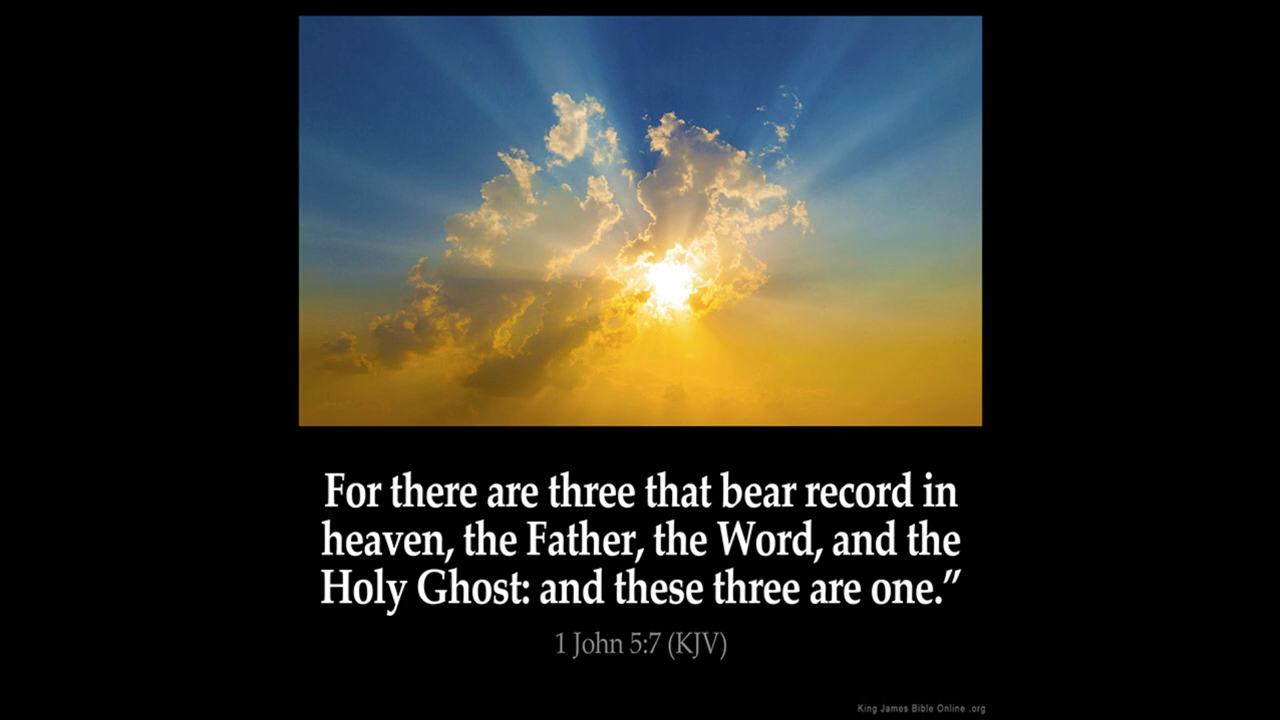 For there are three that bear record in
heaven, the Father, the Word, and the
Holy Ghost: and these three are one.”
1 John 5:7 (KJV)
King James Bible Online .org